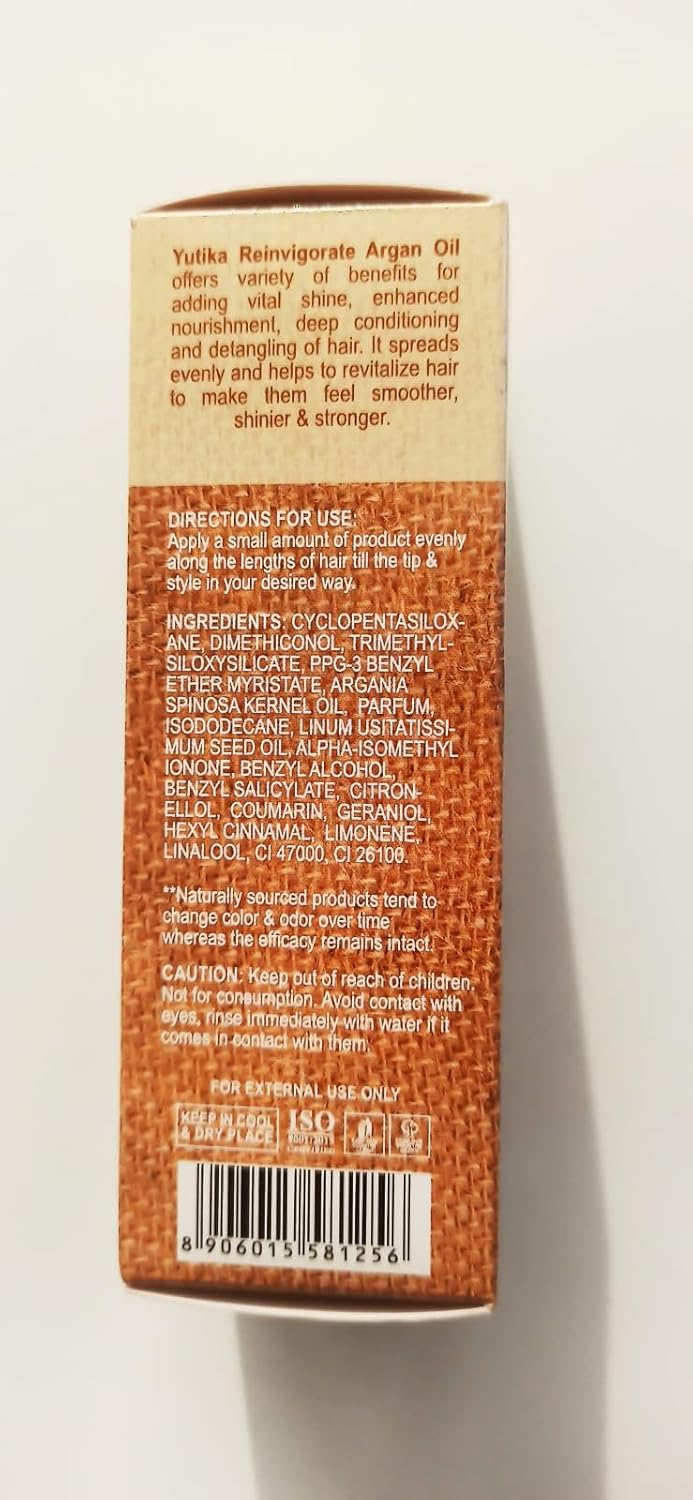 Yutika Reinvigorate Argan Oil
offers variety of benefits for
adding vital shine, enhanced
nourishment, deep conditioning
and detangling of hair. It spreads
evenly and helps to revitalize hair
to make them feel smoother,
shinier & stronger.
DIRECTIONS FOR USE:
Apply a small amount of product evenly
along the lengths of hair till the tip &
style in your desired way.
INGREDIENTS: CYCLOPENTASILOX-
ANE, DIMETHICONOL, TRIMETHYL-
SILOXYSILICATE, PPG-3 BENZYL
ETHER MYRISTATE, ARGANIA
SPINOSA KERNEL OIL, PARFUM,
ISODODECANE, LINUM USITATISSI-
MUM SEED OIL, ALPHA-ISOMETHYL
IONONE, BENZYL ALCOHOL,
BENZYL SALICYLATE, CITRON-
ELLOL, COUMARIN, GERANIOL,
HEXYL CINNAMAL, LIMONENE,
LINALOOL, CI 47000, CI 26100.
**Naturally sourced products tend to
change color & odor over time
whereas the efficacy remains intact.
CAUTION: Keep out of reach of children.
Not for consumption. Avoid contact with
eyes, rinse immediately with water if it
comes in contact with them.
FOR EXTERNAL USE ONLY
KEEP IN COOL
& DRY PLACE
ISO
8 906015 581256